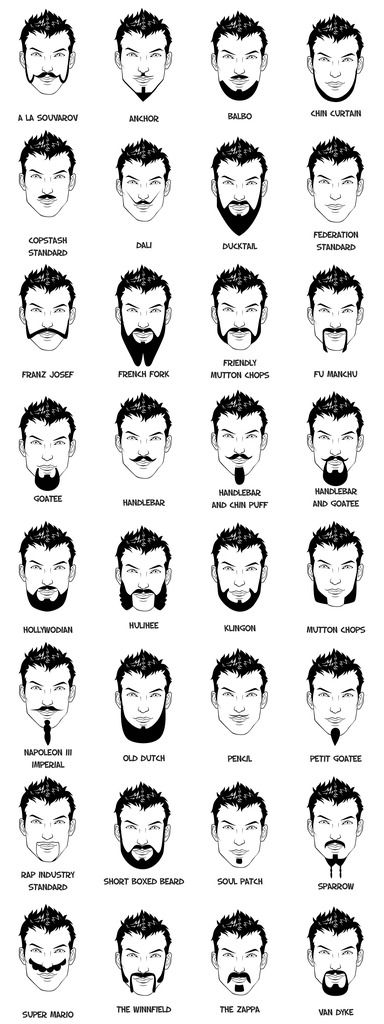 A LA SOUVAROV
ANCHOR
BALBO
CHIN CURTAIN
COPSTASH
STANDARD
DALI
DUCKTAIL
FEDERATION
STANDARD
FRANZ JOSEF
FRENCH FORK
FRIENDLY
MUTTON CHOPS
FU MANCHU
GOATEE
HANDLEBAR
HANDLEBAR
AND CHIN PUFF
HANDLEBAR
AND GOATEE
HOLLYWODIAN
HULIHEE
KLINGON
MUTTON CHOPS
NAPOLEON III
IMPERIAL
OLD DUTCH
PENCIL
PETIT GOATEE
RAP INDUSTRY
STANDARD
SHORT BOXED BEARD
SOUL PATCH
SPARROW
SUPER MARIO
THE WINNFIELD
THE ZAPPA
VAN DYKE